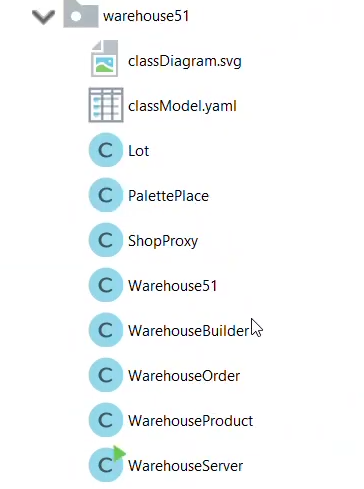 warehouse51
classDiagram.svg
classModel.yaml
C Lot
C PalettePlace
C ShopProxy
C Warehouse51
C WarehouseBuilder
C WarehouseOrder
C WarehouseProduct
C WarehouseServer